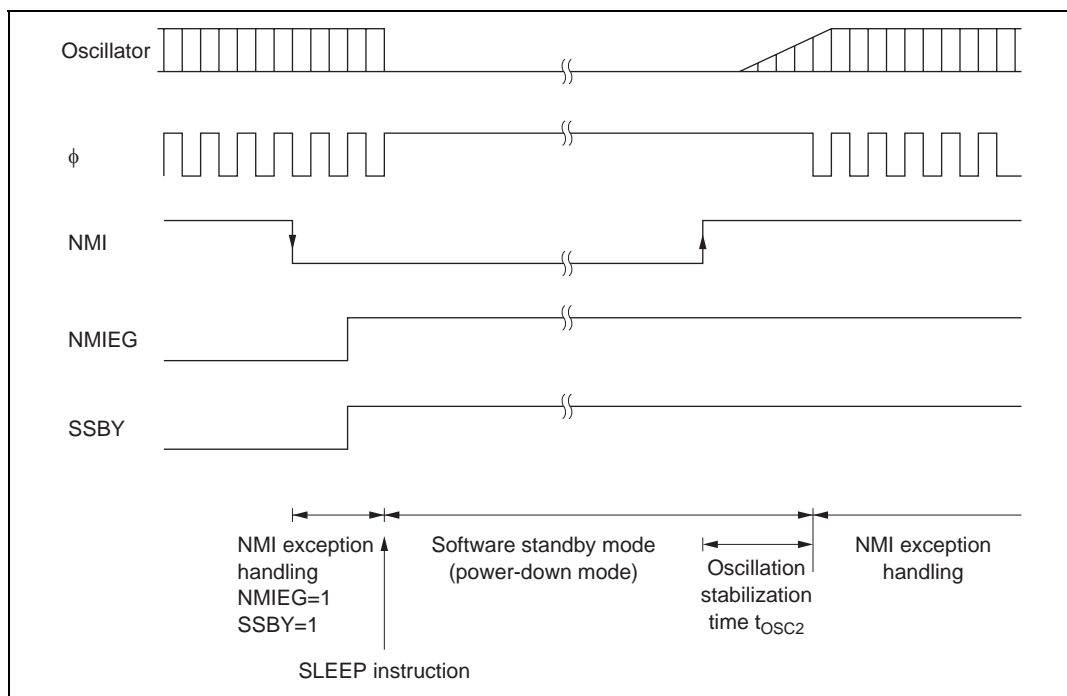 Oscillator
φ
NMI
NMIEG
SSBY
NMI exception
handling
NMIEG=1
SSBY=1
Software standby mode
(power-down mode)
Oscillation
stabilization
time tOSC2
NMI exception
handling
SLEEP instruction